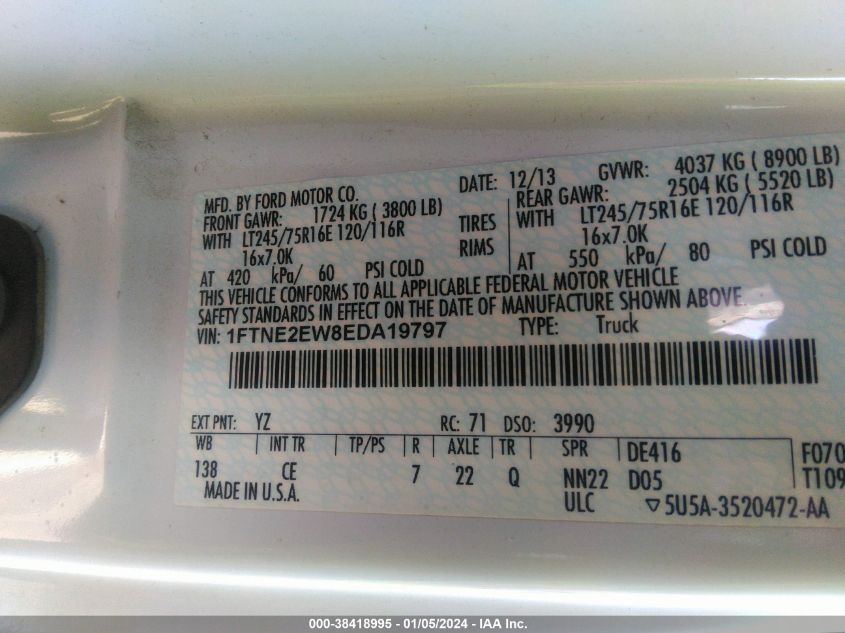 MFD. BY FORD MOTOR CO. DATE: 12/13 GVWR: 4037 KG ( 8900 LB)
FRONT GAWR: 1724 KG ( 3800 LB) REAR GAWR: 2504 KG ( 5520 LB)
WITH LT245/75R16E 120/116R TIRES WITH LT245/75R16E 120/116R
16x7.0K RIMS 16x7.0K
AT 420 kPa/ 60 PSI COLD AT 550 kPa/ 80 PSI COLD
THIS VEHICLE CONFORMS TO ALL APPLICABLE FEDERAL MOTOR VEHICLE
SAFETY STANDARDS IN EFFECT ON THE DATE OF MANUFACTURE SHOWN ABOVE.
VIN: 1FTNE2EW8EDA19797 TYPE: Truck
EXT PNT: YZ RC: 71 DSO: 3990
WB INT TR TP/PS R AXLE TR SPR DE416 F070
138 CE 7 22 Q NN22 D05 T109
MADE IN U.S.A. ULC ▽5U5A-3520472-AA
000-38418995 - 01/05/2024 - IAA Inc.